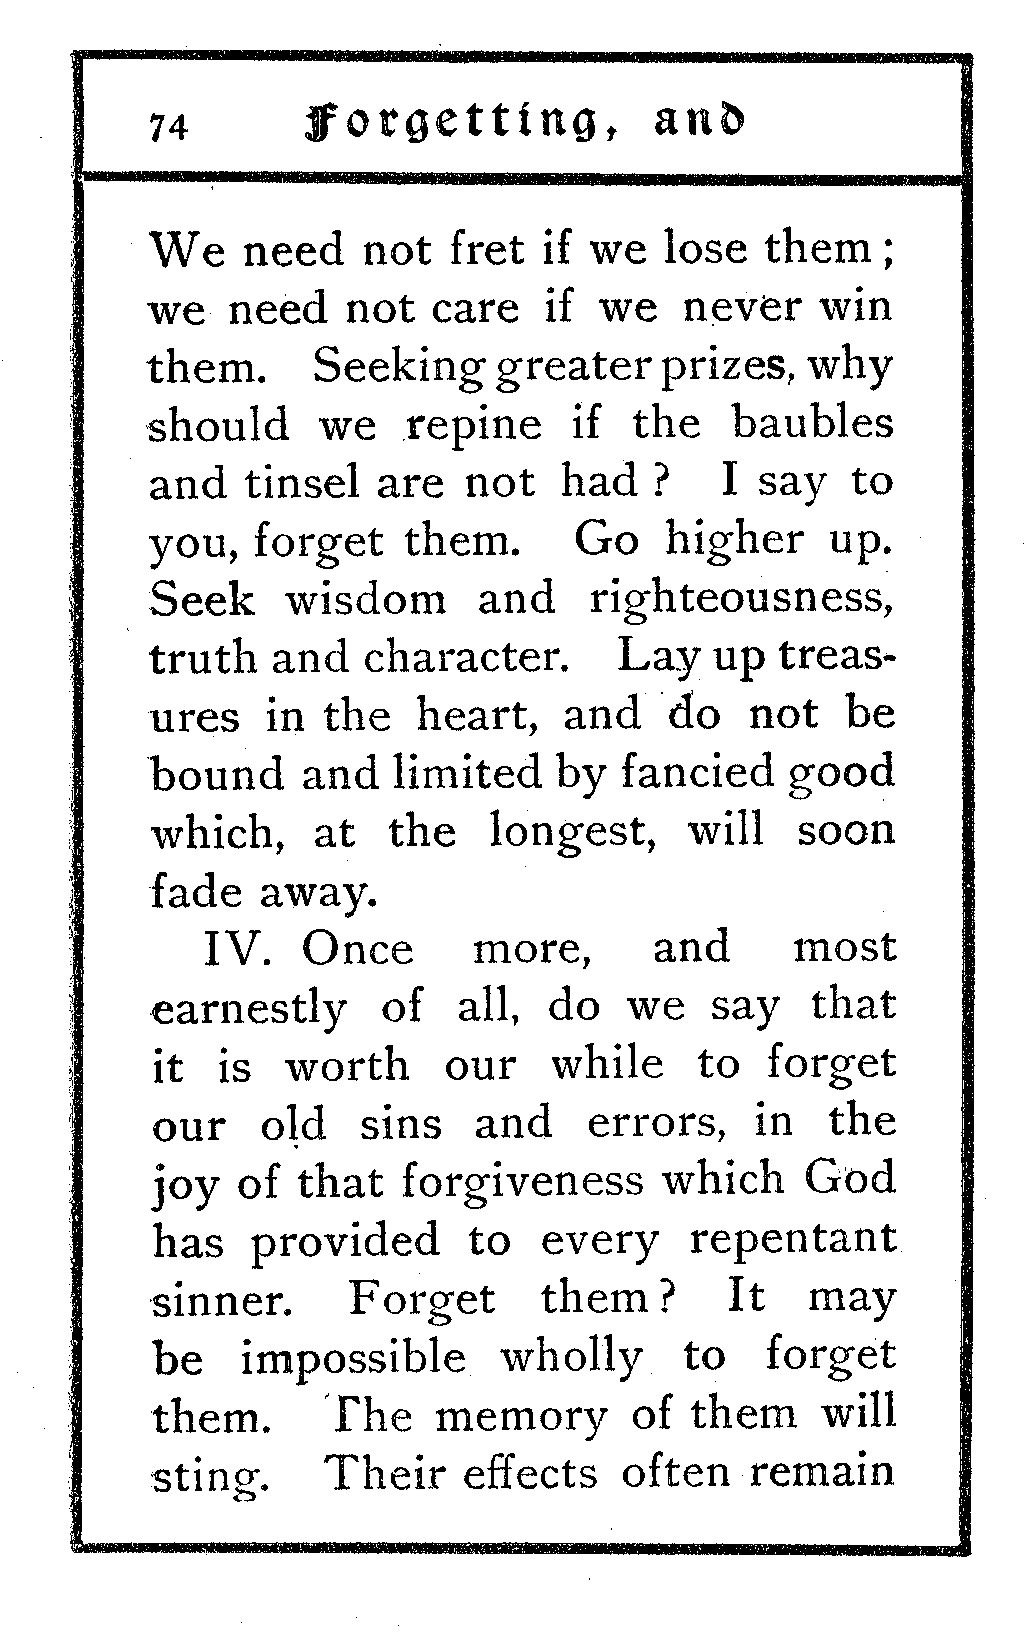 74 Forgetting, and
We need not fret if we lose them;
we need not care if we never win
them. Seeking greater prizes, why
should we repine if the baubles
and tinsel are not had? I say to
you, forget them. Go higher up.
Seek wisdom and righteousness,
truth and character. Lay up treas-
ures in the heart, and do not be
bound and limited by fancied good
which, at the longest, will soon
fade away.
IV. Once more, and most
earnestly of all, do we say that
it is worth our while to forget
our old sins and errors, in the
joy of that forgiveness which God
has provided to every repentant
sinner. Forget them? It may
be impossible wholly to forget
them. The memory of them will
sting. Their effects often remain